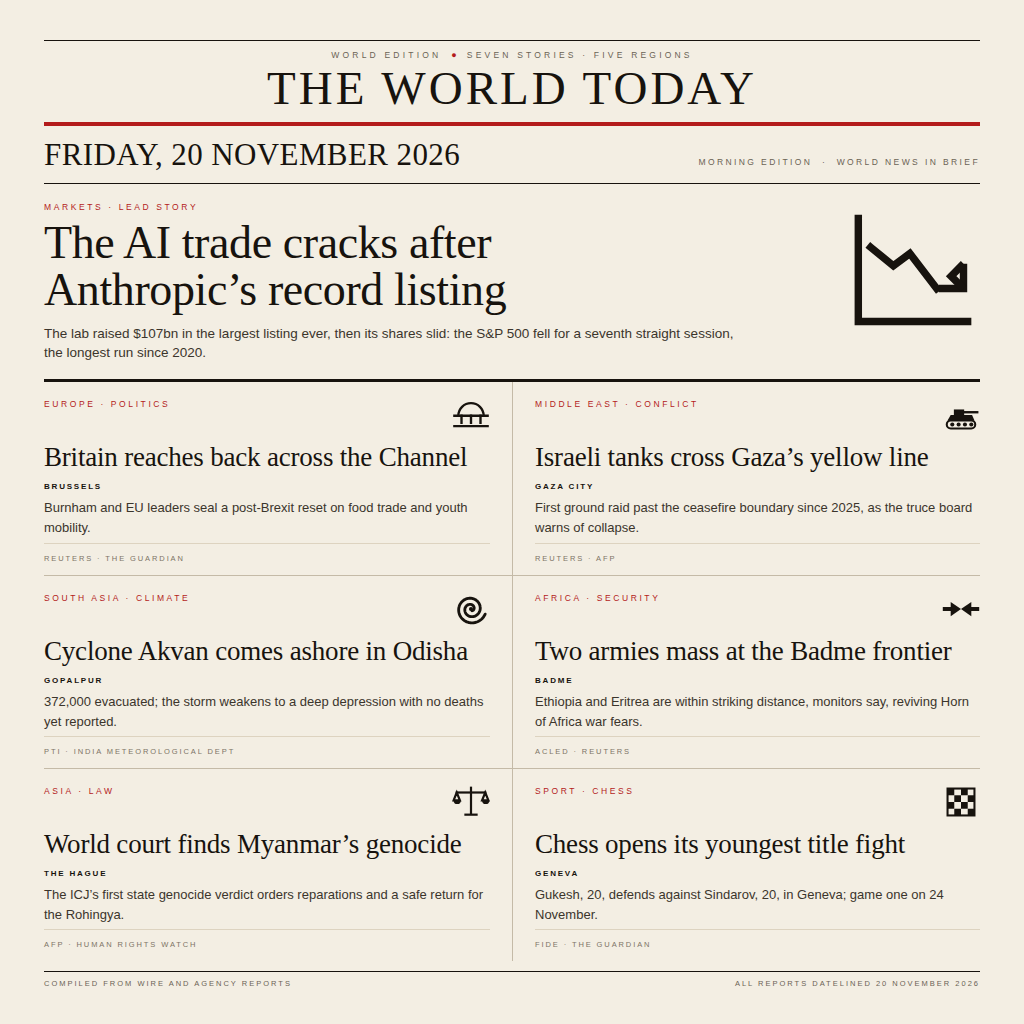 WORLD EDITION • SEVEN STORIES · FIVE REGIONS
THE WORLD TODAY
FRIDAY, 20 NOVEMBER 2026
MORNING EDITION · WORLD NEWS IN BRIEF
MARKETS · LEAD STORY
The AI trade cracks after
Anthropic’s record listing
The lab raised $107bn in the largest listing ever, then its shares slid: the S&P 500 fell for a seventh straight session,
the longest run since 2020.
EUROPE · POLITICS
Britain reaches back across the Channel
BRUSSELS
Burnham and EU leaders seal a post-Brexit reset on food trade and youth
mobility.
REUTERS · THE GUARDIAN
MIDDLE EAST · CONFLICT
Israeli tanks cross Gaza’s yellow line
GAZA CITY
First ground raid past the ceasefire boundary since 2025, as the truce board
warns of collapse.
REUTERS · AFP
SOUTH ASIA · CLIMATE
Cyclone Akvan comes ashore in Odisha
GOPALPUR
372,000 evacuated; the storm weakens to a deep depression with no deaths
yet reported.
PTI · INDIA METEOROLOGICAL DEPT
AFRICA · SECURITY
Two armies mass at the Badme frontier
BADME
Ethiopia and Eritrea are within striking distance, monitors say, reviving Horn
of Africa war fears.
ACLED · REUTERS
ASIA · LAW
World court finds Myanmar’s genocide
THE HAGUE
The ICJ’s first state genocide verdict orders reparations and a safe return for
the Rohingya.
AFP · HUMAN RIGHTS WATCH
SPORT · CHESS
Chess opens its youngest title fight
GENEVA
Gukesh, 20, defends against Sindarov, 20, in Geneva; game one on 24
November.
FIDE · THE GUARDIAN
COMPILED FROM WIRE AND AGENCY REPORTS
ALL REPORTS DATELINED 20 NOVEMBER 2026